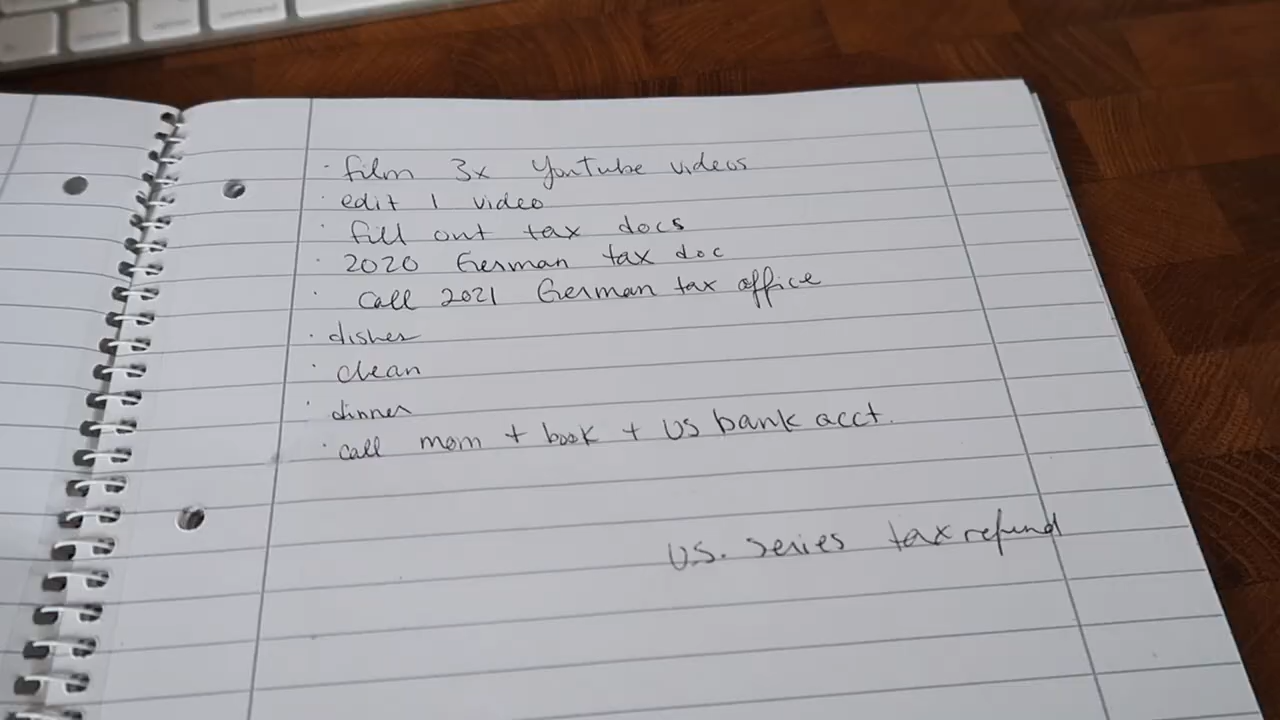 · film 3x YouTube videos
· edit 1 video
· fill out tax docs
· 2020 German tax doc
· call 2021 German tax office
· dishes
· clean
· dinner
· call mom + book + US bank acct.
U.S. series tax refund